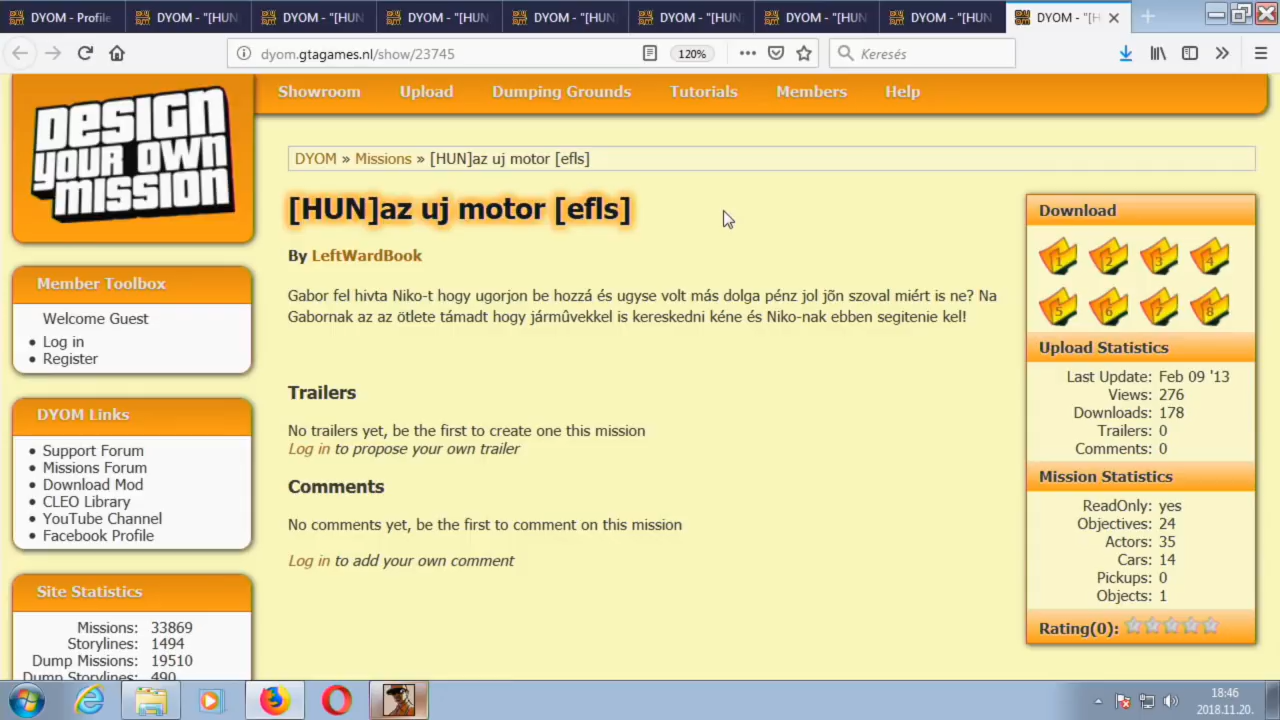 DYOM - Profile
DYOM - "[HUN
DYOM - "[HUN
DYOM - "[HUN
DYOM - "[HUN
DYOM - "[HUN
DYOM - "[HUN
DYOM - "[HUN
DYOM - "[H
dyom.gtagames.nl/show/23745
120%
Keresés
DESIGN
YOUR OWN
MISSION
Showroom Upload Dumping Grounds Tutorials Members Help
DYOM » Missions » [HUN]az uj motor [efls]
[HUN]az uj motor [efls]
By LeftWardBook
Gabor fel hivta Niko-t hogy ugorjon be hozzá és ugyse volt más dolga pénz jol jõn szoval miért is ne? Na
Gabornak az az ötlete támadt hogy jármûvekkel is kereskedni kéne és Niko-nak ebben segitenie kel!
Trailers
No trailers yet, be the first to create one this mission
Log in to propose your own trailer
Comments
No comments yet, be the first to comment on this mission
Log in to add your own comment
Member Toolbox
Welcome Guest
Log in
Register
DYOM Links
Support Forum
Missions Forum
Download Mod
CLEO Library
YouTube Channel
Facebook Profile
Site Statistics
Missions: 33869
Storylines: 1494
Dump Missions: 19510
Dump Storylines: 490
Download
1 2 3 4
5 6 7 8
Upload Statistics
Last Update: Feb 09 '13
Views: 276
Downloads: 178
Trailers: 0
Comments: 0
Mission Statistics
ReadOnly: yes
Objectives: 24
Actors: 35
Cars: 14
Pickups: 0
Objects: 1
Rating(0):
18:46
2018.11.20.